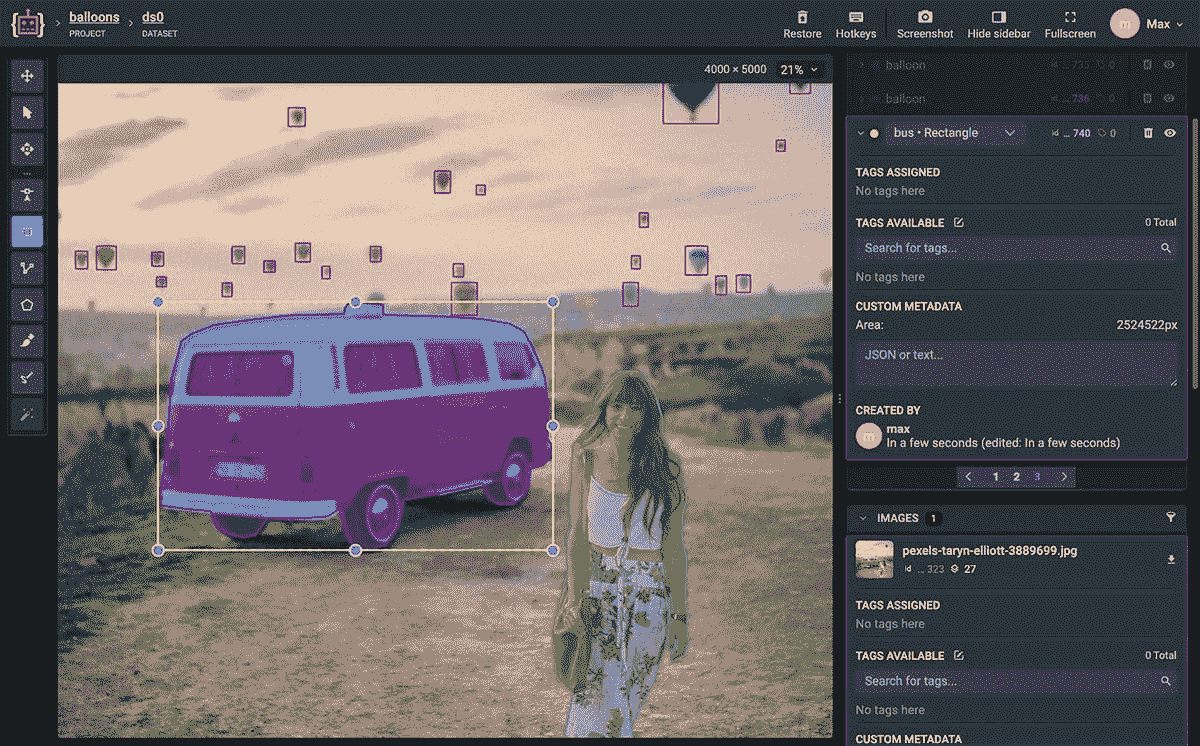 balloons
PROJECT
ds0
DATASET
Restore
Hotkeys
Screenshot
Hide sidebar
Fullscreen
m
Max
4000 × 5000
21%
balloon
... 735
0
balloon
... 736
0
bus • Rectangle
... 740
0
TAGS ASSIGNED
No tags here
TAGS AVAILABLE
0 Total
Search for tags...
No tags here
CUSTOM METADATA
Area:
2524522px
JSON or text...
CREATED BY
m
max
In a few seconds (edited: In a few seconds)
1 2 3
IMAGES 1
pexels-taryn-elliott-3889699.jpg
... 323
27
TAGS ASSIGNED
No tags here
TAGS AVAILABLE
0 Total
Search for tags...
No tags here
CUSTOM METADATA